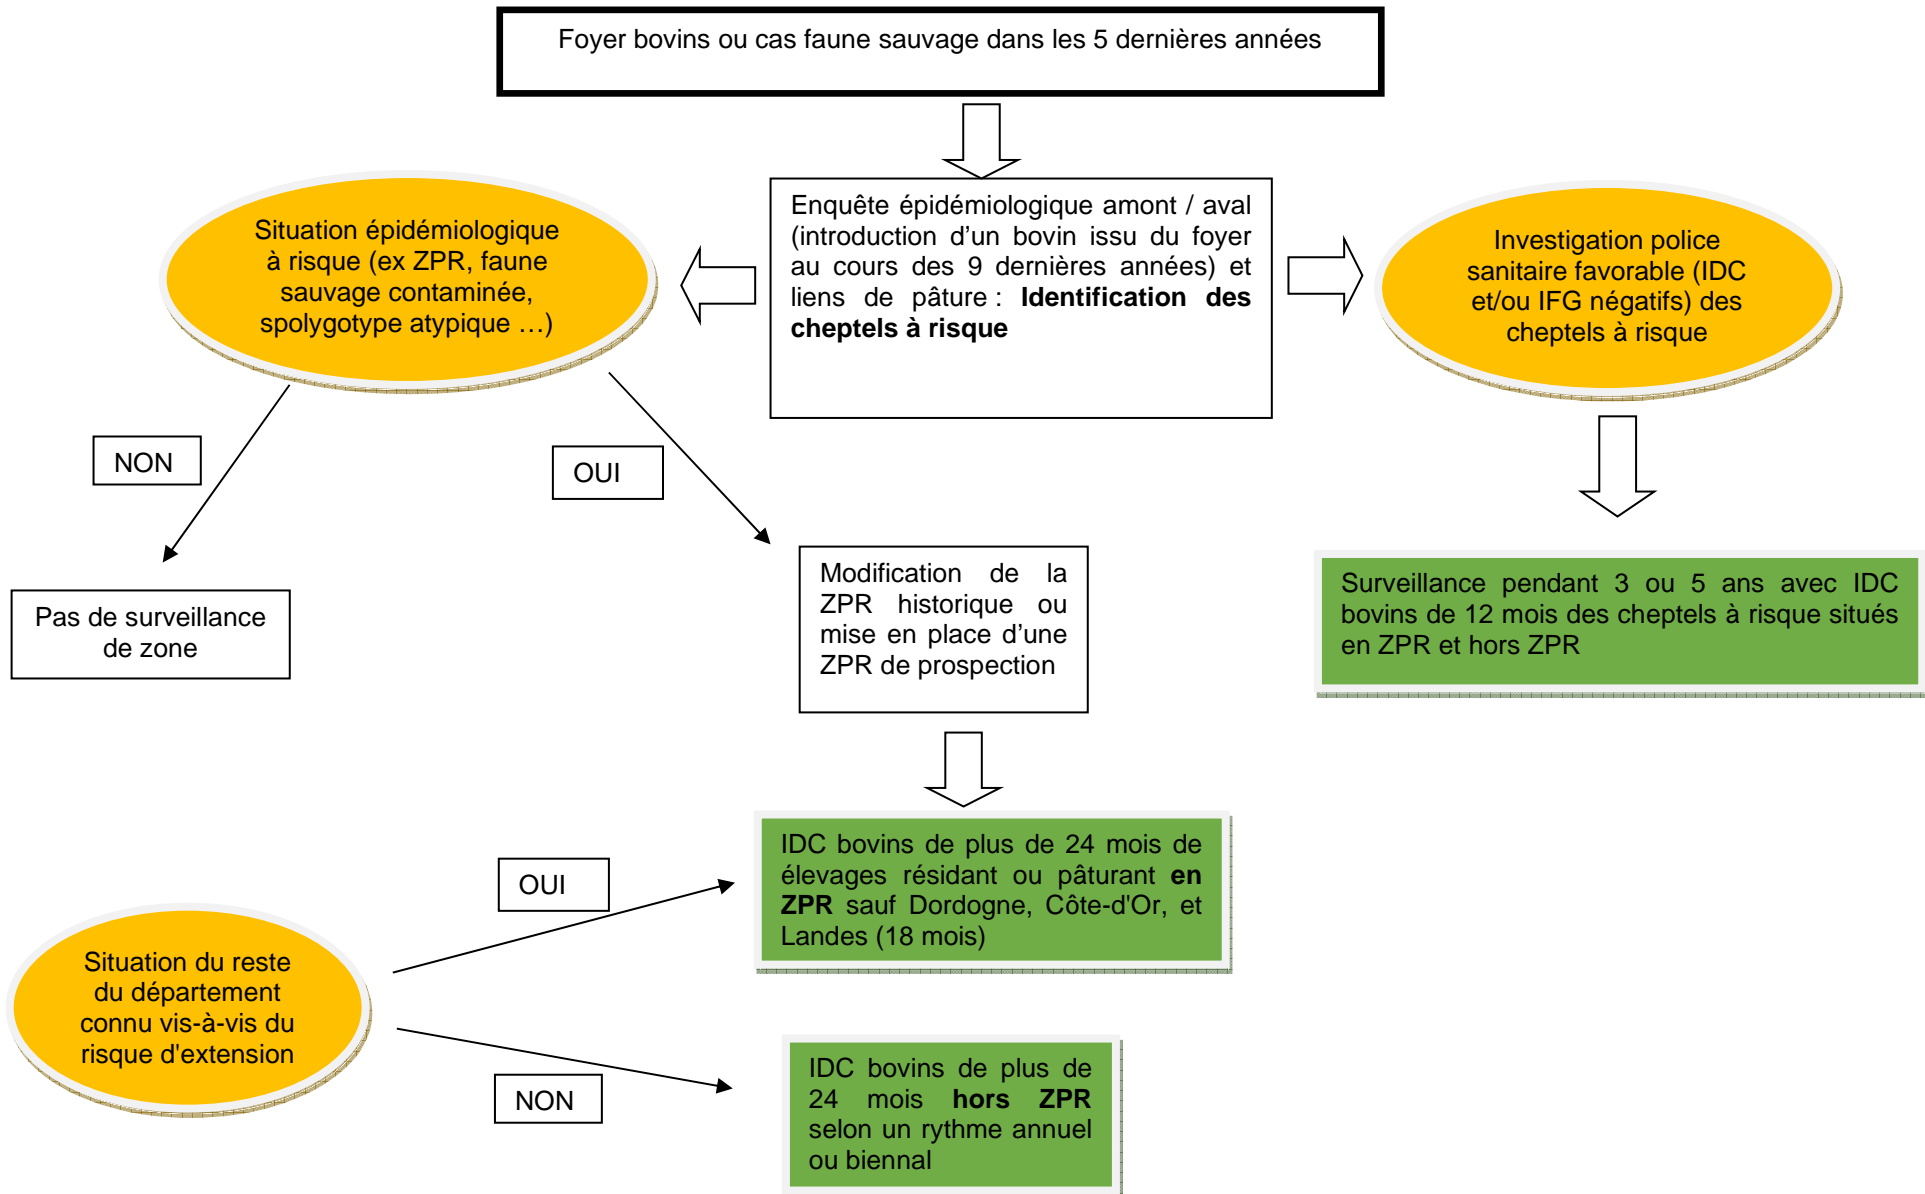 Foyer bovins ou cas faune sauvage dans les 5 dernières années
Situation épidémiologique
à risque (ex ZPR, faune
sauvage contaminée,
spolygotype atypique …)
Enquête épidémiologique amont / aval
(introduction d'un bovin issu du foyer
au cours des 9 dernières années) et
liens de pâture : Identification des
cheptels à risque
Investigation police
sanitaire favorable (IDC
et/ou IFG négatifs) des
cheptels à risque
NON
OUI
Pas de surveillance
de zone
Modification de la
ZPR historique ou
mise en place d'une
ZPR de prospection
Surveillance pendant 3 ou 5 ans avec IDC
bovins de 12 mois des cheptels à risque situés
en ZPR et hors ZPR
OUI
IDC bovins de plus de 24 mois de
élevages résidant ou pâturant en
ZPR sauf Dordogne, Côte-d'Or, et
Landes (18 mois)
Situation du reste
du département
connu vis-à-vis du
risque d'extension
NON
IDC bovins de plus de
24 mois hors ZPR
selon un rythme annuel
ou biennal